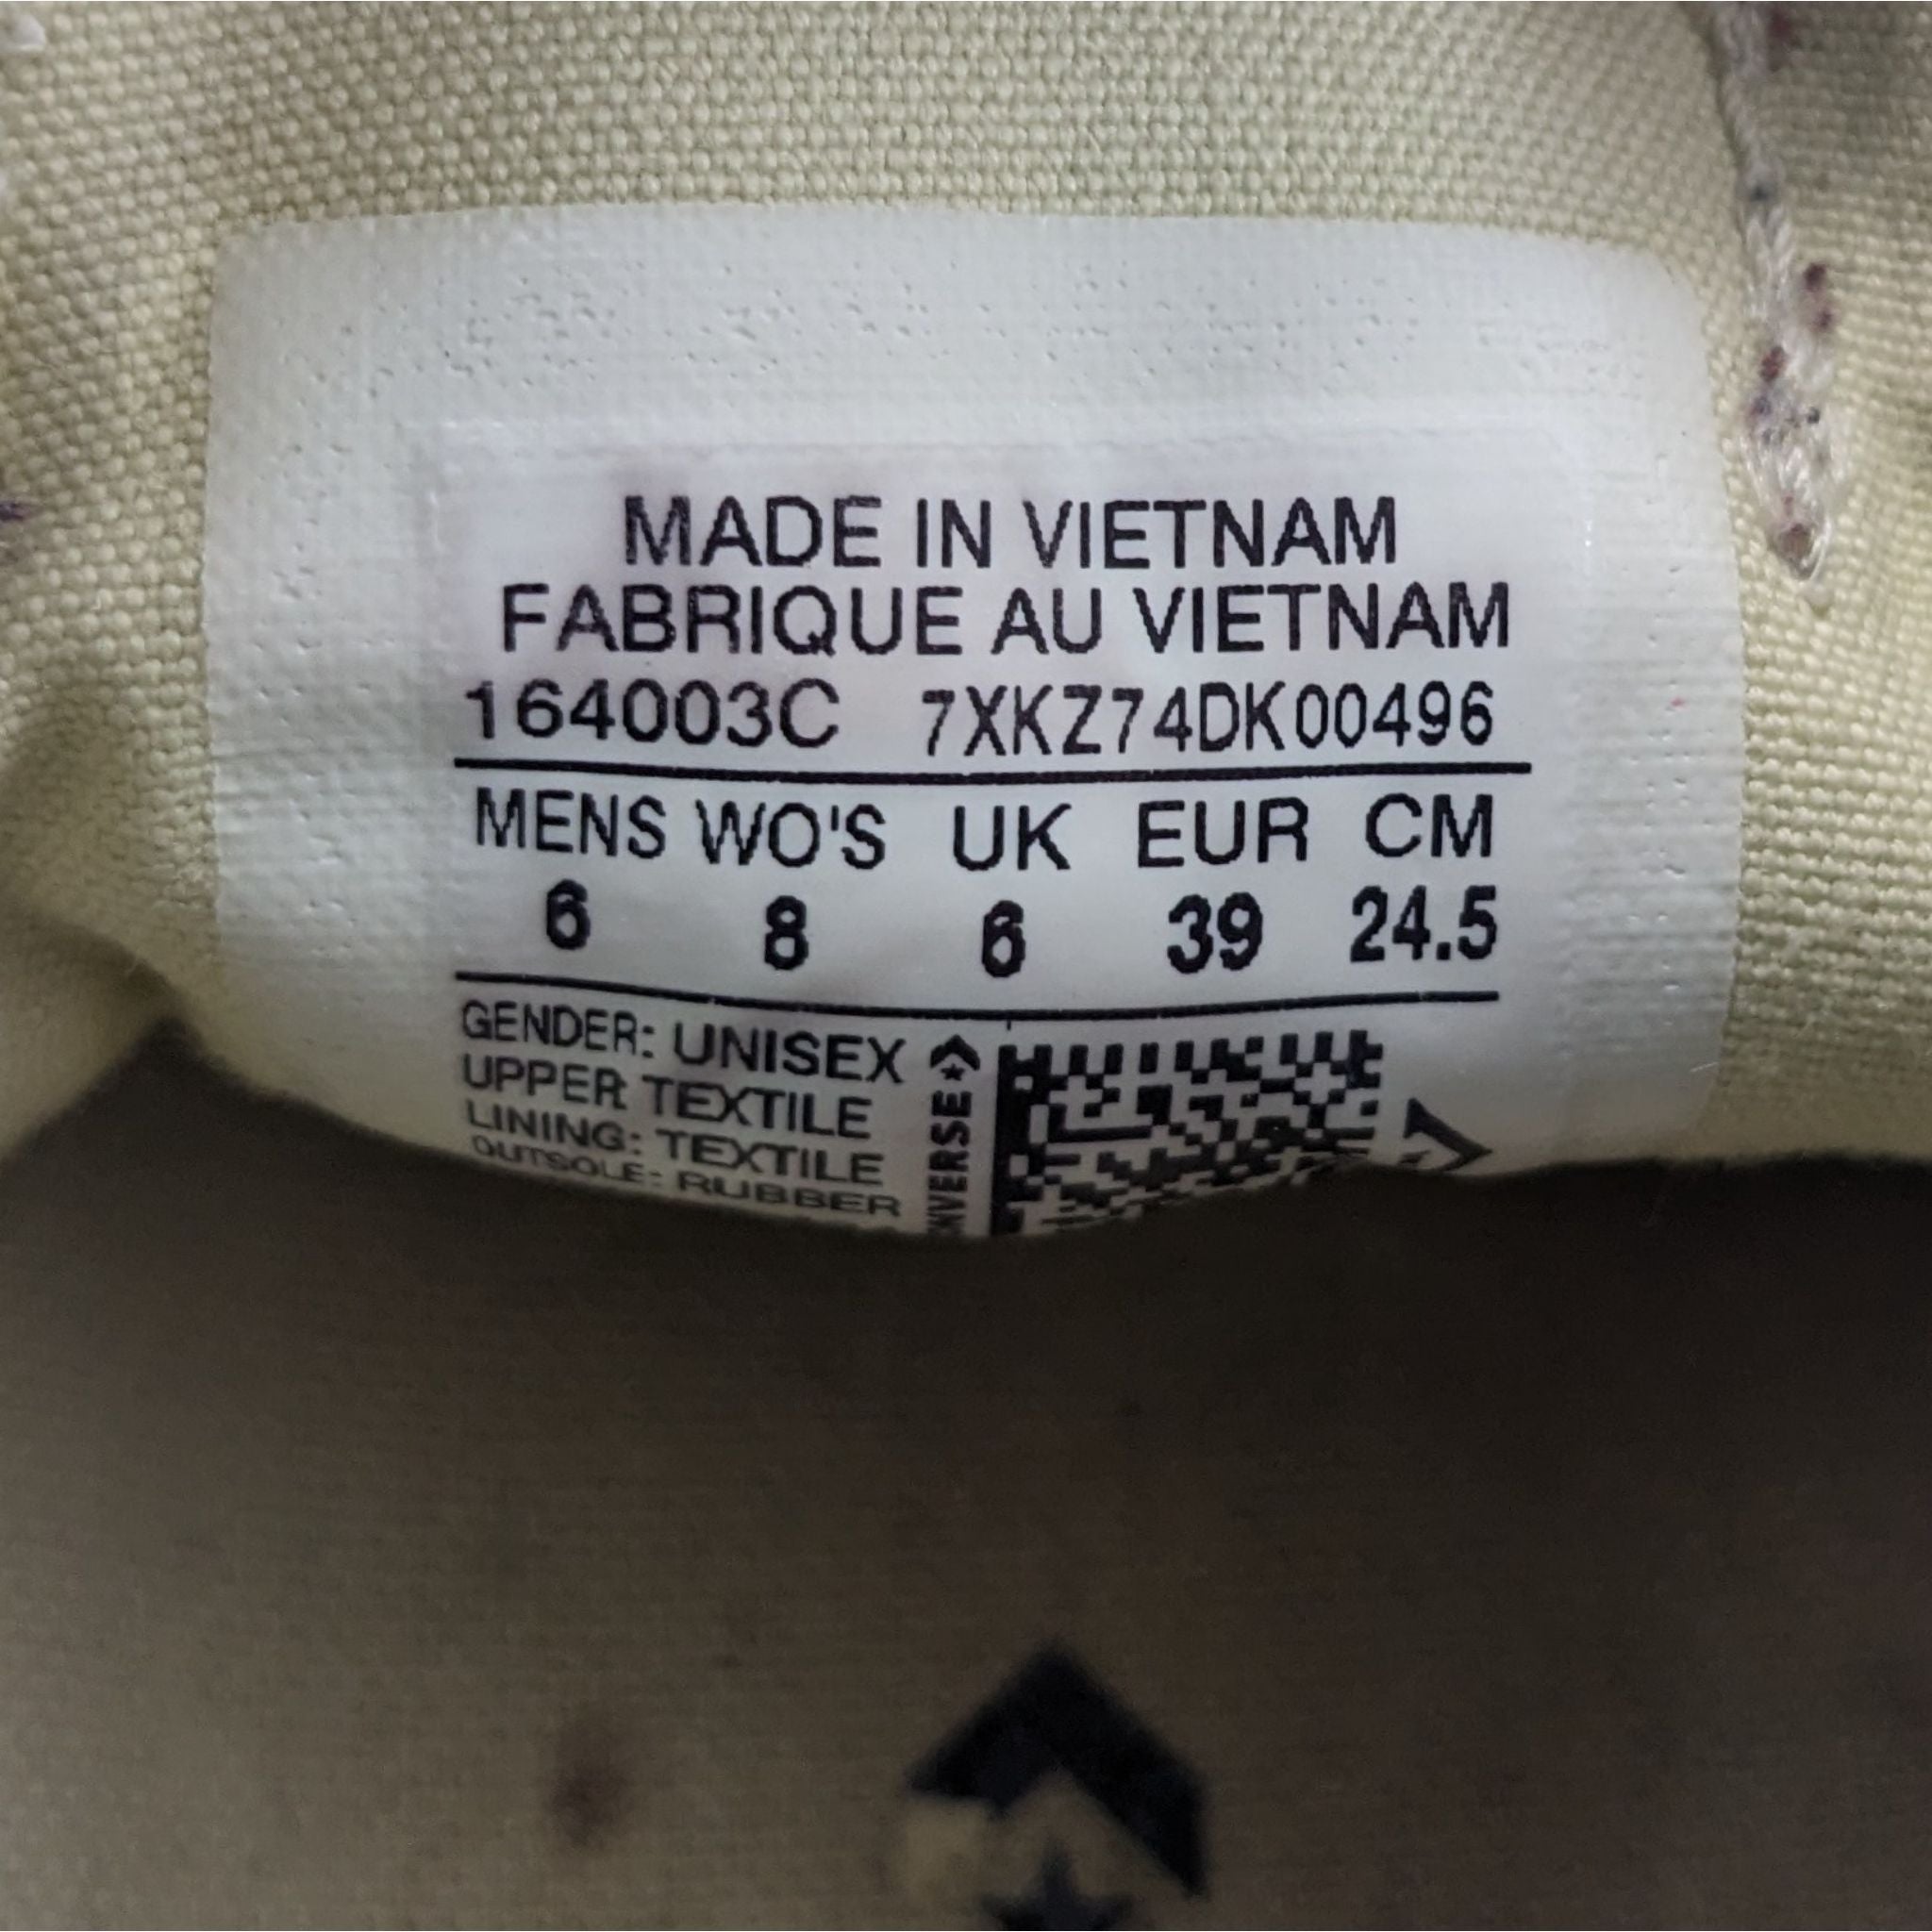 MADE IN VIETNAM
FABRIQUE AU VIETNAM
164003C 7XKZ74DK00496
MENS WO'S UK EUR CM
6 8 6 39 24.5
GENDER: UNISEX
UPPER TEXTILE
LINING: TEXTILE
OUTSOLE: RUBBER